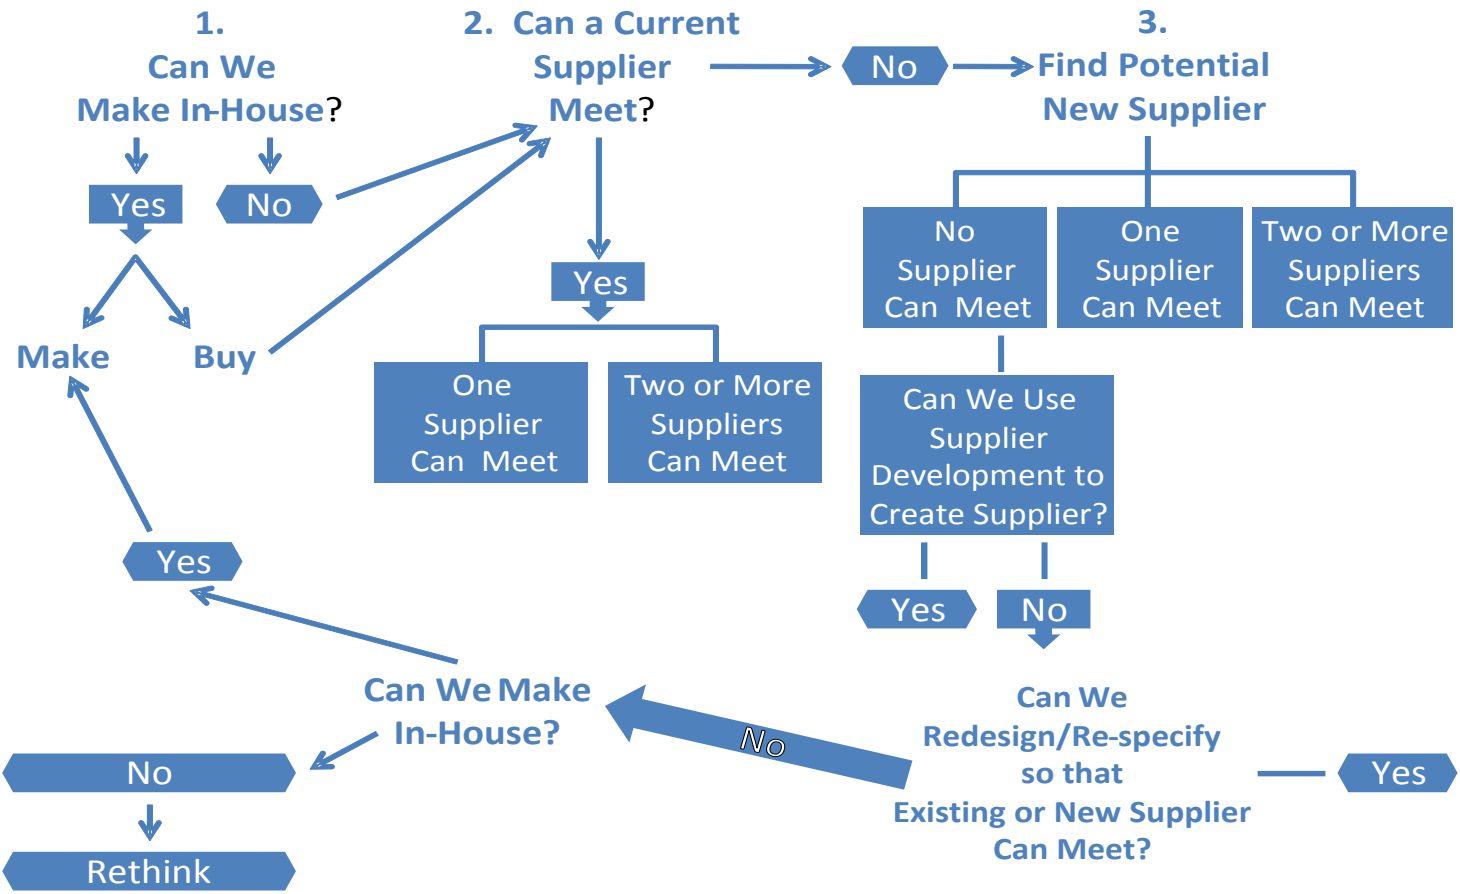 1.
Can We
Make In-House?
Yes
No
Make
Buy
2. Can a Current
Supplier
Meet?
No
Yes
One
Supplier
Can Meet
Two or More
Suppliers
Can Meet
3.
Find Potential
New Supplier
No
Supplier
Can Meet
One
Supplier
Can Meet
Two or More
Suppliers
Can Meet
Can We Use
Supplier
Development to
Create Supplier?
Yes
No
Can We
Redesign/Re-specify
so that
Existing or New Supplier
Can Meet?
Yes
No
Can We Make
In-House?
Yes
No
Rethink